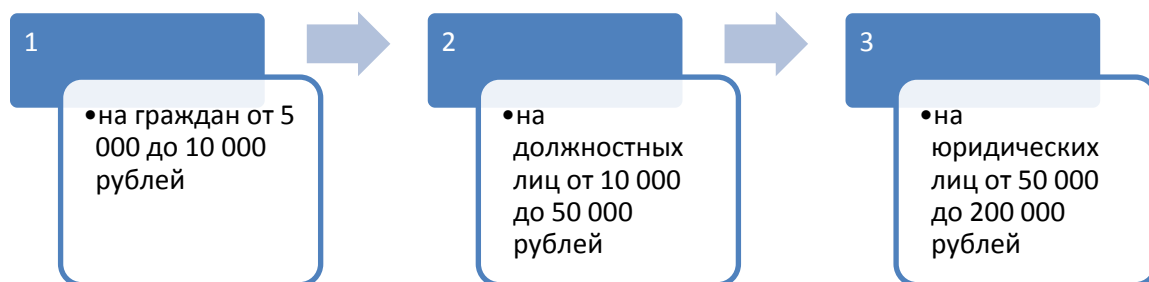 1
•на граждан от 5
000 до 10 000
рублей
2
•на
должностных
лиц от 10 000
до 50 000
рублей
3
•на
юридических
лиц от 50 000
до 200 000
рублей